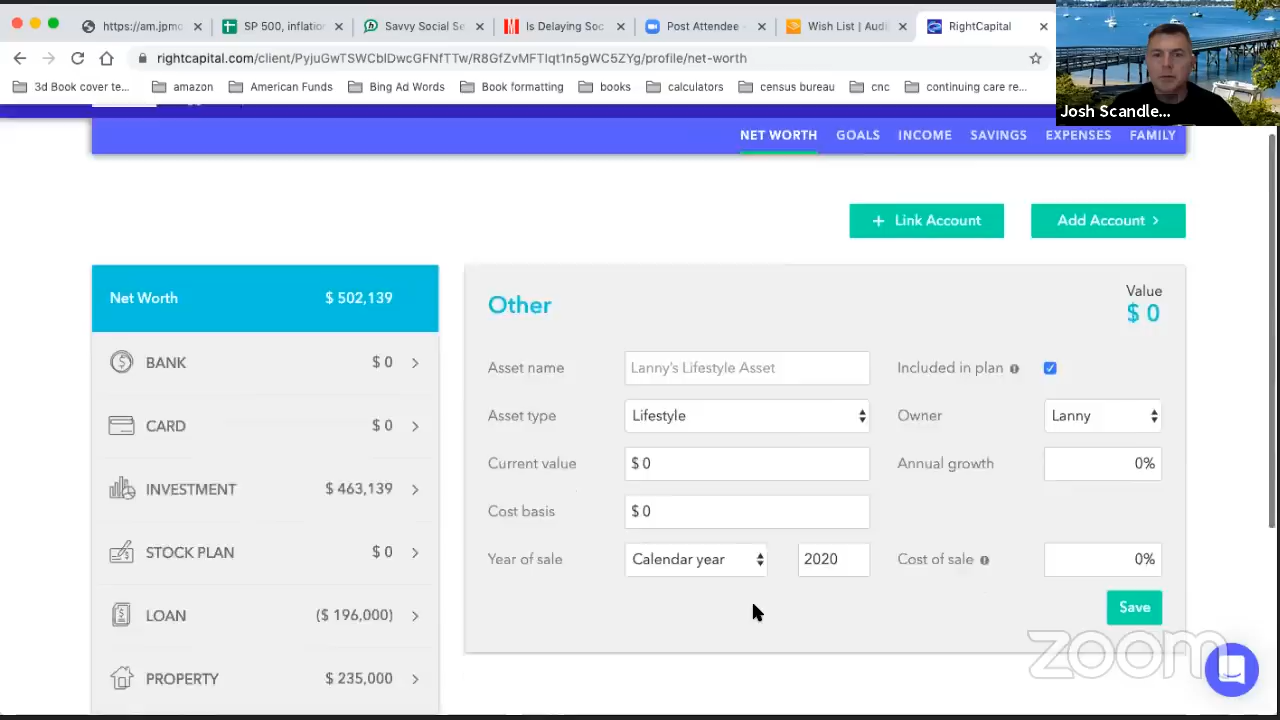 https://am.jpmc
SP 500, inflatio
Savvy Social Se
Is Delaying Soc
Post Attendee
Wish List | Audi
RightCapital
rightcapital.com/client/PyjuGwTSWCbIDwcGFNfTTw/R8GfZvMFTIqt1n5gWC5ZYg/profile/net-worth
3d Book cover te...
amazon
American Funds
Bing Ad Words
Book formatting
books
calculators
census bureau
cnc
continuing care re...
Josh Scandle...
NET WORTH GOALS INCOME SAVINGS EXPENSES FAMILY
+ Link Account
Add Account >
Net Worth $ 502,139
BANK $ 0
CARD $ 0
INVESTMENT $ 463,139
STOCK PLAN $ 0
LOAN ($ 196,000)
PROPERTY $ 235,000
Other
Value
$ 0
Asset name Lanny's Lifestyle Asset Included in plan
Asset type Lifestyle Owner Lanny
Current value $ 0 Annual growth 0%
Cost basis $ 0
Year of sale Calendar year 2020 Cost of sale 0%
Save
zoom